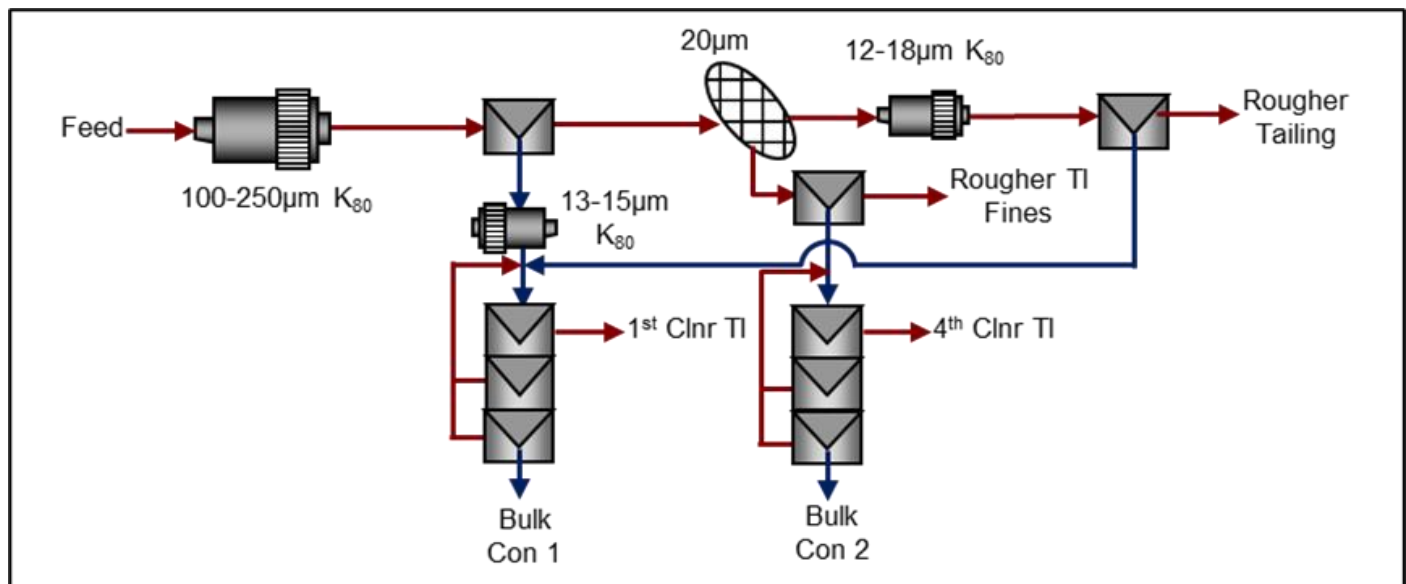 20µm
12-18µm K80
Feed
Rougher
Tailing
100-250µm K80
13-15µm
K80
Rougher Tl
Fines
1st Clnr Tl
4th Clnr Tl
Bulk
Con 1
Bulk
Con 2